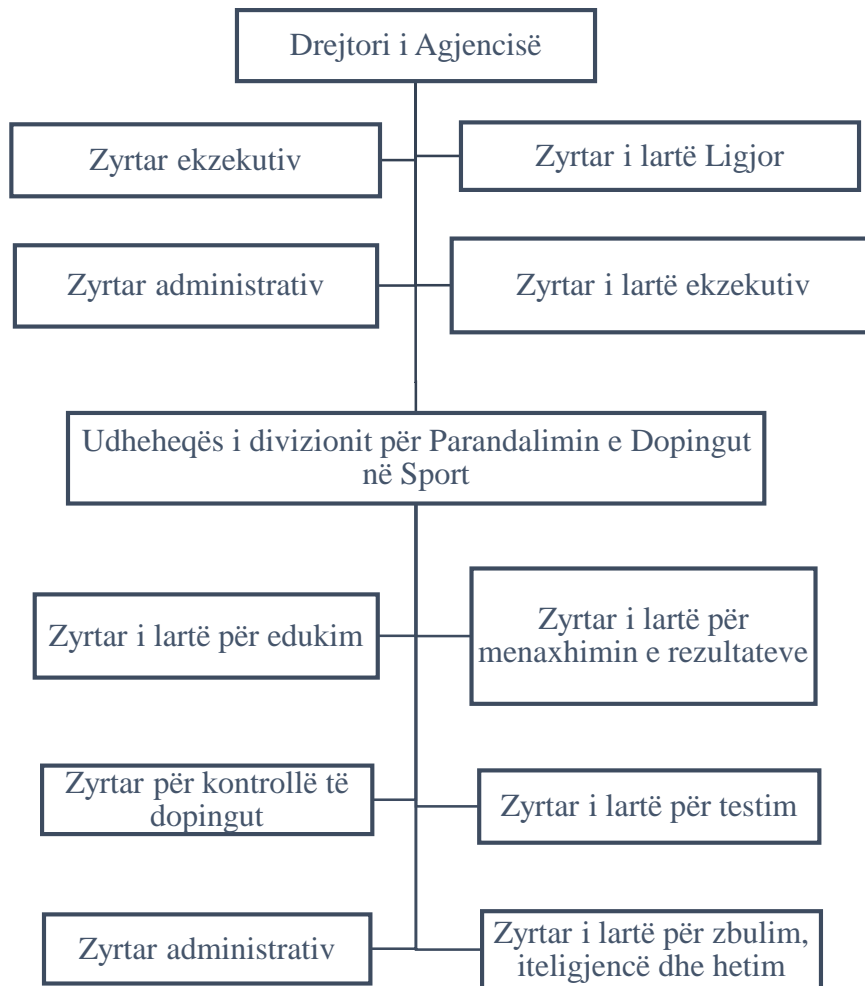 Drejtori i Agjencisë
Zyrtar ekzekutiv
Zyrtar i lartë Ligjor
Zyrtar administrativ
Zyrtar i lartë ekzekutiv
Udheheqës i divizionit për Parandalimin e Dopingut
në Sport
Zyrtar i lartë për edukim
Zyrtar i lartë për
menaxhimin e rezultateve
Zyrtar për kontrollë të
dopingut
Zyrtar i lartë për testim
Zyrtar administrativ
Zyrtar i lartë për zbulim,
iteligjencë dhe hetim